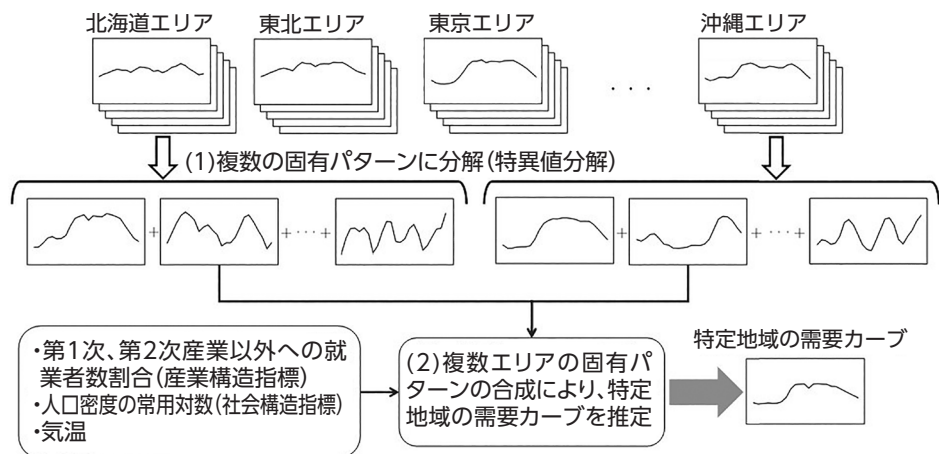 北海道エリア
東北エリア
東京エリア
沖縄エリア
・・・
(1)複数の固有パターンに分解(特異値分解)
+
+・・・+
+
+・・・+
・第1次、第2次産業以外への就
業者数割合(産業構造指標)
・人口密度の常用対数(社会構造指標)
・気温
(2)複数エリアの固有パ
ターンの合成により、特定
地域の需要カーブを推定
特定地域の需要カーブ